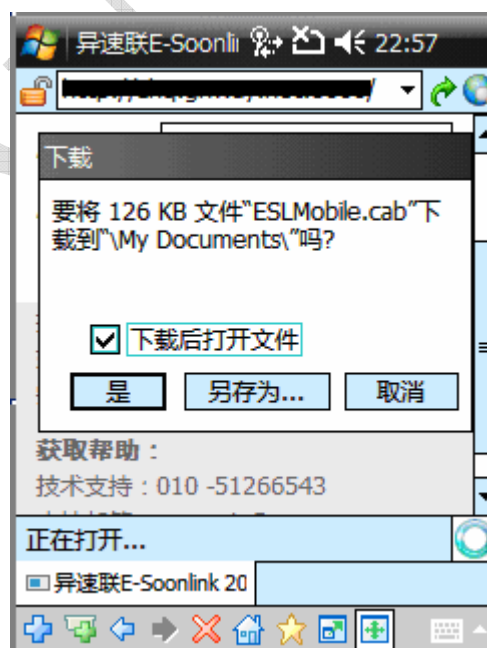 异速联E-Soonli 22:57
下载
要将 126 KB 文件“ESLMobile.cab”下
载到“\My Documents\”吗?
下载后打开文件
是 另存为... 取消
获取帮助：
技术支持：010 -51266543
正在打开...
异速联E-Soonlink 20